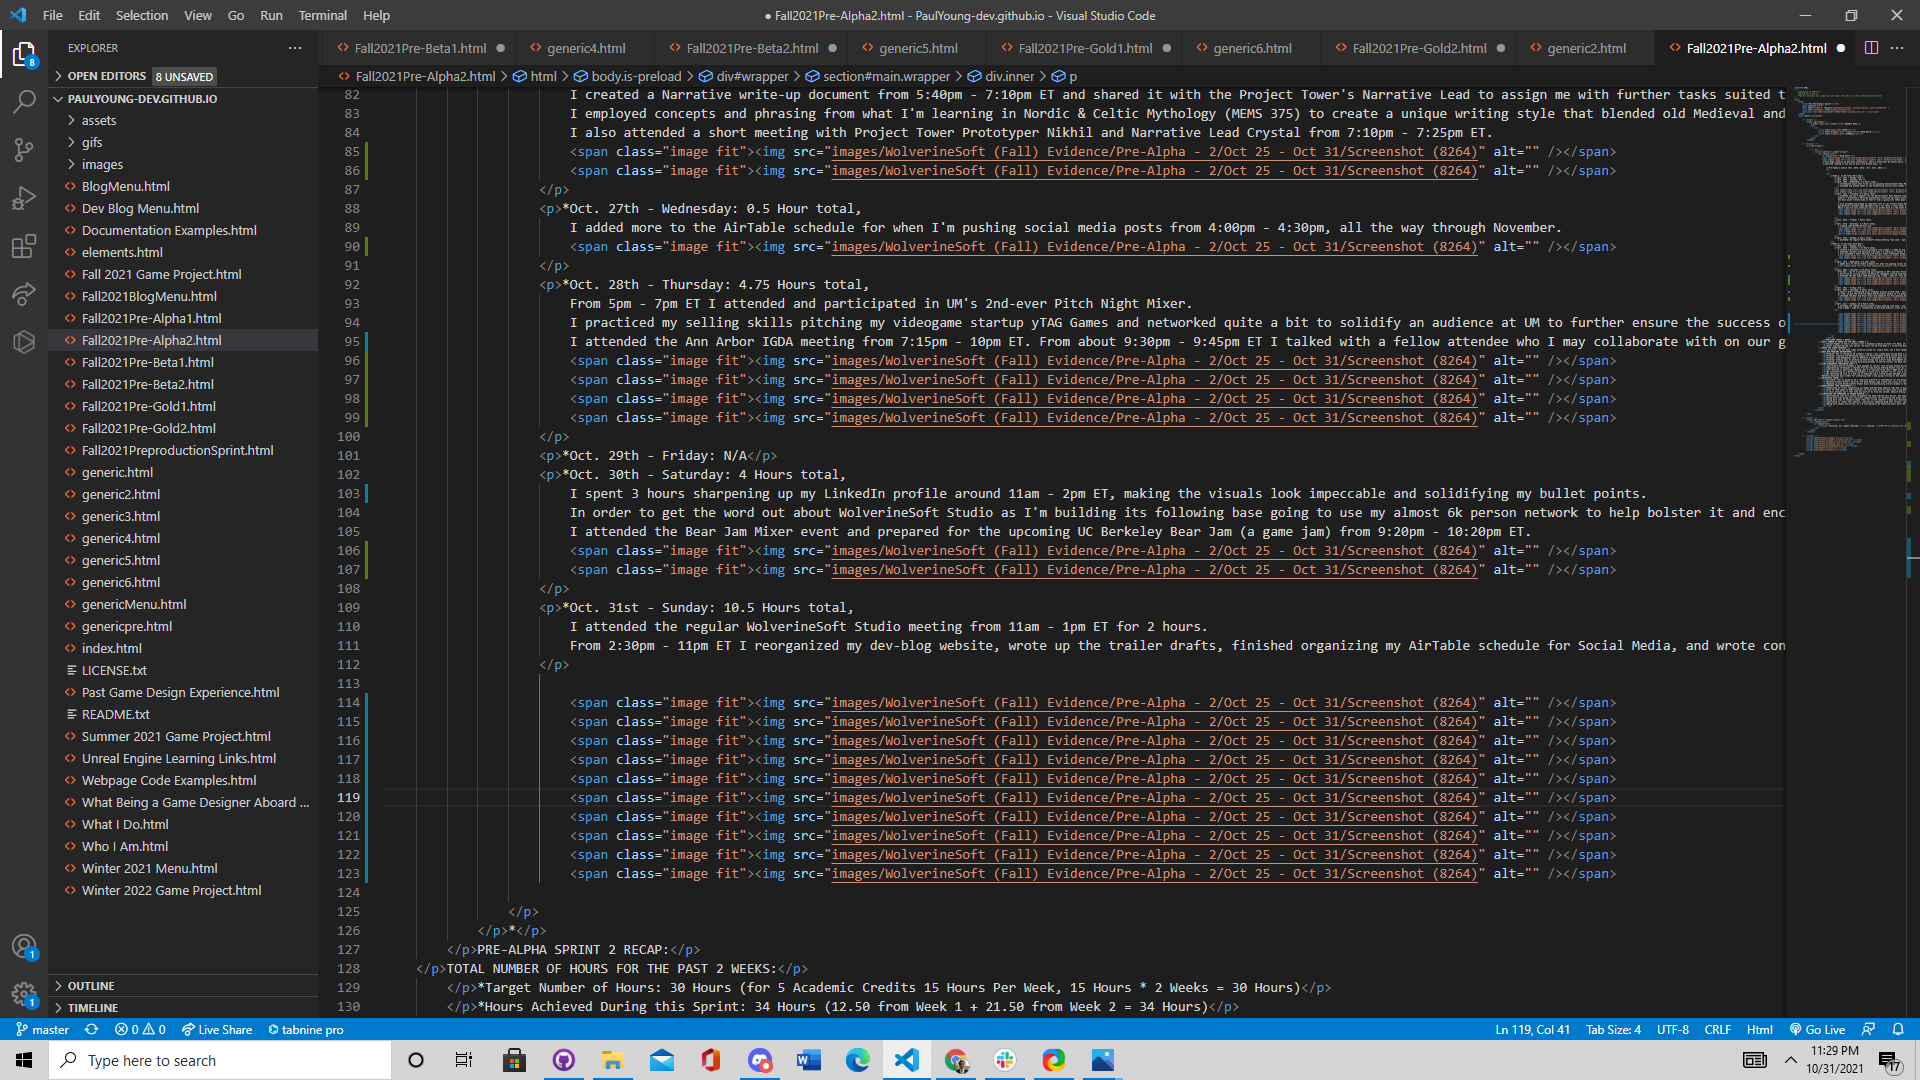 File Edit Selection View Go Run Terminal Help
● Fall2021Pre-Alpha2.html - PaulYoung-dev.github.io - Visual Studio Code
EXPLORER
Fall2021Pre-Beta1.html generic4.html Fall2021Pre-Beta2.html generic5.html Fall2021Pre-Gold1.html generic6.html Fall2021Pre-Gold2.html generic2.html Fall2021Pre-Alpha2.html
Fall2021Pre-Alpha2.html > html > body.is-preload > div#wrapper > section#main.wrapper > div.inner > p
OPEN EDITORS 8 UNSAVED
PAULYOUNG-DEV.GITHUB.IO
assets
gifs
images
BlogMenu.html
Dev Blog Menu.html
Documentation Examples.html
elements.html
Fall 2021 Game Project.html
Fall2021BlogMenu.html
Fall2021Pre-Alpha1.html
Fall2021Pre-Alpha2.html
Fall2021Pre-Beta1.html
Fall2021Pre-Beta2.html
Fall2021Pre-Gold1.html
Fall2021Pre-Gold2.html
Fall2021PreproductionSprint.html
generic.html
generic2.html
generic3.html
generic4.html
generic5.html
generic6.html
genericMenu.html
genericpre.html
index.html
LICENSE.txt
Past Game Design Experience.html
README.txt
Summer 2021 Game Project.html
Unreal Engine Learning Links.html
Webpage Code Examples.html
What Being a Game Designer Aboard ...
What I Do.html
Who I Am.html
Winter 2021 Menu.html
Winter 2022 Game Project.html
OUTLINE
TIMELINE
82 I created a Narrative write-up document from 5:40pm - 7:10pm ET and shared it with the Project Tower's Narrative Lead to assign me with further tasks suited t
83 I employed concepts and phrasing from what I'm learning in Nordic & Celtic Mythology (MEMS 375) to create a unique writing style that blended old Medieval and
84 I also attended a short meeting with Project Tower Prototyper Nikhil and Narrative Lead Crystal from 7:10pm - 7:25pm ET.
85 <span class="image fit"><img src="images/WolverineSoft (Fall) Evidence/Pre-Alpha - 2/Oct 25 - Oct 31/Screenshot (8264)" alt="" /></span>
86 <span class="image fit"><img src="images/WolverineSoft (Fall) Evidence/Pre-Alpha - 2/Oct 25 - Oct 31/Screenshot (8264)" alt="" /></span>
87 </p>
88 <p>*Oct. 27th - Wednesday: 0.5 Hour total,
89 I added more to the AirTable schedule for when I'm pushing social media posts from 4:00pm - 4:30pm, all the way through November.
90 <span class="image fit"><img src="images/WolverineSoft (Fall) Evidence/Pre-Alpha - 2/Oct 25 - Oct 31/Screenshot (8264)" alt="" /></span>
91 </p>
92 <p>*Oct. 28th - Thursday: 4.75 Hours total,
93 From 5pm - 7pm ET I attended and participated in UM's 2nd-ever Pitch Night Mixer.
94 I practiced my selling skills pitching my videogame startup yTAG Games and networked quite a bit to solidify an audience at UM to further ensure the success o
95 I attended the Ann Arbor IGDA meeting from 7:15pm - 10pm ET. From about 9:30pm - 9:45pm ET I talked with a fellow attendee who I may collaborate with on our g
96 <span class="image fit"><img src="images/WolverineSoft (Fall) Evidence/Pre-Alpha - 2/Oct 25 - Oct 31/Screenshot (8264)" alt="" /></span>
97 <span class="image fit"><img src="images/WolverineSoft (Fall) Evidence/Pre-Alpha - 2/Oct 25 - Oct 31/Screenshot (8264)" alt="" /></span>
98 <span class="image fit"><img src="images/WolverineSoft (Fall) Evidence/Pre-Alpha - 2/Oct 25 - Oct 31/Screenshot (8264)" alt="" /></span>
99 <span class="image fit"><img src="images/WolverineSoft (Fall) Evidence/Pre-Alpha - 2/Oct 25 - Oct 31/Screenshot (8264)" alt="" /></span>
100 </p>
101 <p>*Oct. 29th - Friday: N/A</p>
102 <p>*Oct. 30th - Saturday: 4 Hours total,
103 I spent 3 hours sharpening up my LinkedIn profile around 11am - 2pm ET, making the visuals look impeccable and solidifying my bullet points.
104 In order to get the word out about WolverineSoft Studio as I'm building its following base going to use my almost 6k person network to help bolster it and enc
105 I attended the Bear Jam Mixer event and prepared for the upcoming UC Berkeley Bear Jam (a game jam) from 9:20pm - 10:20pm ET.
106 <span class="image fit"><img src="images/WolverineSoft (Fall) Evidence/Pre-Alpha - 2/Oct 25 - Oct 31/Screenshot (8264)" alt="" /></span>
107 <span class="image fit"><img src="images/WolverineSoft (Fall) Evidence/Pre-Alpha - 2/Oct 25 - Oct 31/Screenshot (8264)" alt="" /></span>
108 </p>
109 <p>*Oct. 31st - Sunday: 10.5 Hours total,
110 I attended the regular WolverineSoft Studio meeting from 11am - 1pm ET for 2 hours.
111 From 2:30pm - 11pm ET I reorganized my dev-blog website, wrote up the trailer drafts, finished organizing my AirTable schedule for Social Media, and wrote con
112 </p>
113
114 <span class="image fit"><img src="images/WolverineSoft (Fall) Evidence/Pre-Alpha - 2/Oct 25 - Oct 31/Screenshot (8264)" alt="" /></span>
115 <span class="image fit"><img src="images/WolverineSoft (Fall) Evidence/Pre-Alpha - 2/Oct 25 - Oct 31/Screenshot (8264)" alt="" /></span>
116 <span class="image fit"><img src="images/WolverineSoft (Fall) Evidence/Pre-Alpha - 2/Oct 25 - Oct 31/Screenshot (8264)" alt="" /></span>
117 <span class="image fit"><img src="images/WolverineSoft (Fall) Evidence/Pre-Alpha - 2/Oct 25 - Oct 31/Screenshot (8264)" alt="" /></span>
118 <span class="image fit"><img src="images/WolverineSoft (Fall) Evidence/Pre-Alpha - 2/Oct 25 - Oct 31/Screenshot (8264)" alt="" /></span>
119 <span class="image fit"><img src="images/WolverineSoft (Fall) Evidence/Pre-Alpha - 2/Oct 25 - Oct 31/Screenshot (8264)" alt="" /></span>
120 <span class="image fit"><img src="images/WolverineSoft (Fall) Evidence/Pre-Alpha - 2/Oct 25 - Oct 31/Screenshot (8264)" alt="" /></span>
121 <span class="image fit"><img src="images/WolverineSoft (Fall) Evidence/Pre-Alpha - 2/Oct 25 - Oct 31/Screenshot (8264)" alt="" /></span>
122 <span class="image fit"><img src="images/WolverineSoft (Fall) Evidence/Pre-Alpha - 2/Oct 25 - Oct 31/Screenshot (8264)" alt="" /></span>
123 <span class="image fit"><img src="images/WolverineSoft (Fall) Evidence/Pre-Alpha - 2/Oct 25 - Oct 31/Screenshot (8264)" alt="" /></span>
124
125 </p>
126 </p>*</p>
127 </p>PRE-ALPHA SPRINT 2 RECAP:</p>
128 </p>TOTAL NUMBER OF HOURS FOR THE PAST 2 WEEKS:</p>
129 </p>*Target Number of Hours: 30 Hours (for 5 Academic Credits 15 Hours Per Week, 15 Hours * 2 Weeks = 30 Hours)</p>
130 </p>*Hours Achieved During this Sprint: 34 Hours (12.50 from Week 1 + 21.50 from Week 2 = 34 Hours)</p>
master 0 0 Live Share tabnine pro Ln 119, Col 41 Tab Size: 4 UTF-8 CRLF Html Go Live
Type here to search
11:29 PM
10/31/2021
17